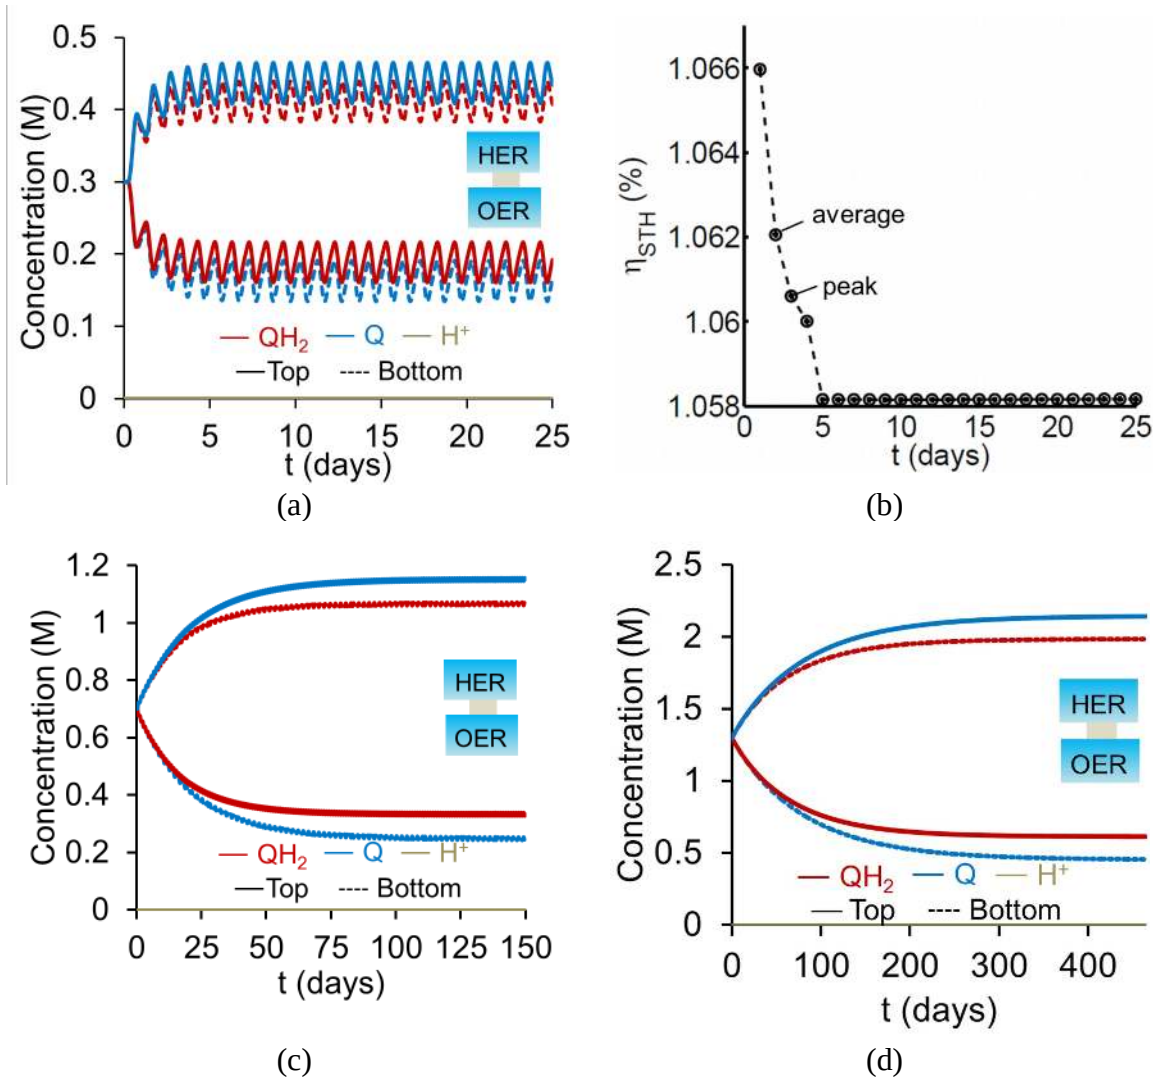 0.5
0.4
0.3
0.2
0.1
0
Concentration (M)
HER
OER
QH₂ Q H⁺
Top Bottom
0 5 10 15 20 25
t (days)
(a)
1.066
1.064
1.062
1.06
1.058
η_STH (%)
average
peak
0 5 10 15 20 25
t (days)
(b)
1.2
1
0.8
0.6
0.4
0.2
0
Concentration (M)
HER
OER
QH₂ Q H⁺
Top Bottom
0 25 50 75 100 125 150
t (days)
(c)
2.5
2
1.5
1
0.5
0
Concentration (M)
HER
OER
QH₂ Q H⁺
Top Bottom
0 100 200 300 400
t (days)
(d)